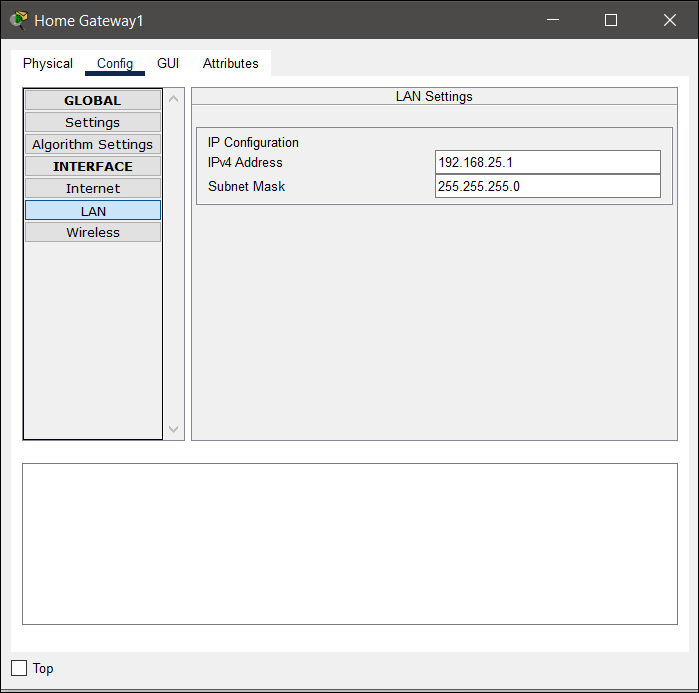 Home Gateway1
Physical Config GUI Attributes
GLOBAL
Settings
Algorithm Settings
INTERFACE
Internet
LAN
Wireless
LAN Settings
IP Configuration
IPv4 Address 192.168.25.1
Subnet Mask 255.255.255.0
Top